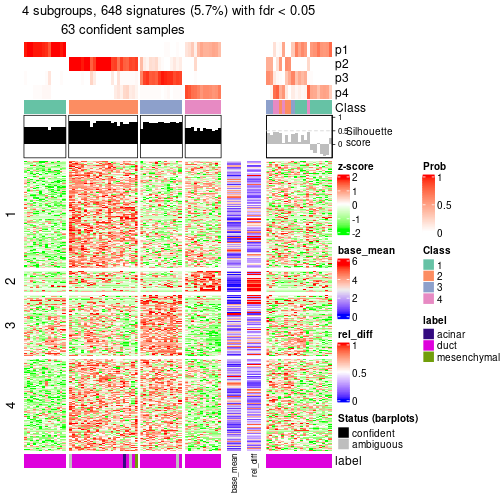 4 subgroups, 648 signatures (5.7%) with fdr < 0.05
63 confident samples
p1
p2
p3
p4
Class
1
0.5
0
Silhouette
score
1
2
3
4
base_mean
rel_diff
label
z-score
2
1
0
-1
-2
base_mean
6
4
2
0
rel_diff
1
0.5
0
Status (barplots)
confident
ambiguous
Prob
1
0.5
0
Class
1
2
3
4
label
acinar
duct
mesenchymal